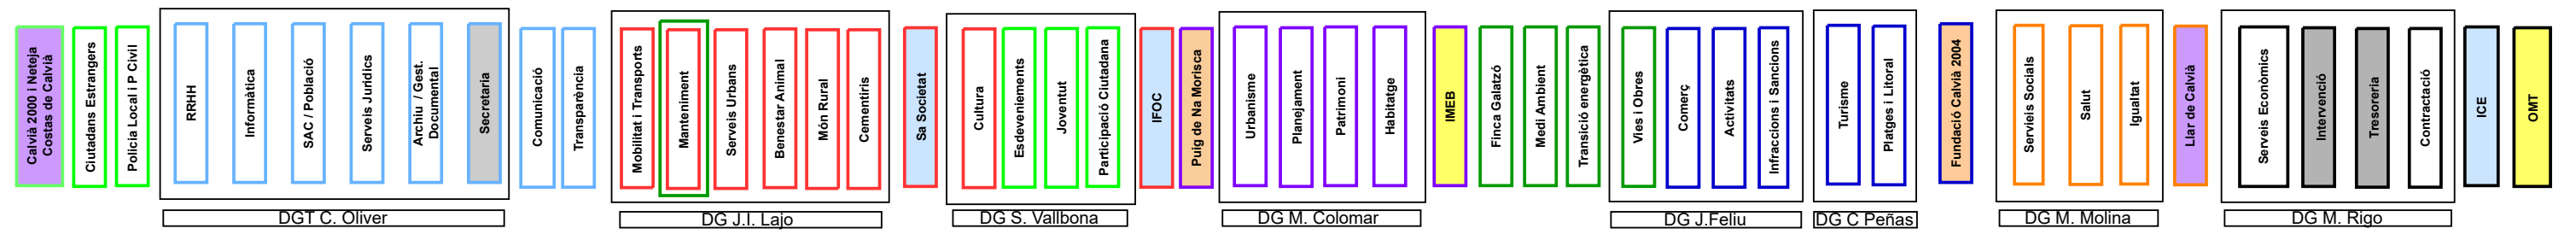 Calvià 2000 i Neteja
Costas de Calvià
Ciutadans Estrangers
Policia Local i P Civil
RRHH
Informàtica
SAC / Població
Serveis Jurídics
Archiu / Gest.
Documental
Secretaria
DGT C. Oliver
Comunicació
Transparència
Mobilitat i Transports
Manteniment
Serveis Urbans
Benestar Animal
Món Rural
Cementiris
DG J.I. Lajo
Sa Societat
Cultura
Esdeveniements
Joventut
Participació Ciutadana
DG S. Vallbona
IFOC
Puig de Na Morisca
Urbanisme
Planejament
Patrimoni
Habitatge
DG M. Colomar
IMEB
Finca Galatzó
Medi Ambient
Transició energètica
Vies i Obres
Comerç
Activitats
Infraccions i Sancions
DG J.Feliu
Turisme
Platges i Litoral
DG C Peñas
Fundació Calvià 2004
Servieis Socials
Salut
Igualtat
DG M. Molina
Llar de Calvià
Serveis Econòmics
Intervenció
Tresoreria
Contractació
DG M. Rigo
ICE
OMT